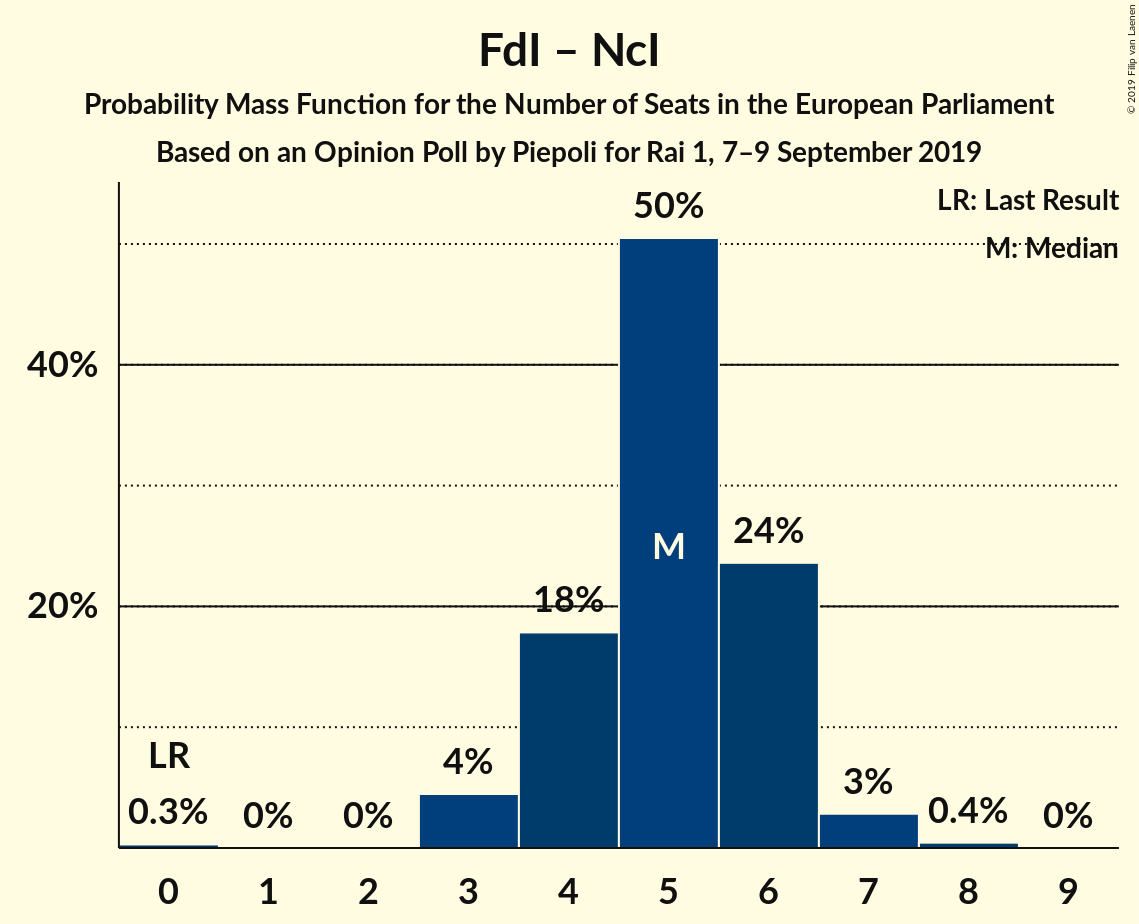 FdI – NcI
Probability Mass Function for the Number of Seats in the European Parliament
Based on an Opinion Poll by Piepoli for Rai 1, 7–9 September 2019
© 2019 Filip van Laenen
LR: Last Result
M: Median
50%
40%
M
24%
20%
18%
LR
4%
3%
0.3%
0%
0%
0.4%
0%
0 1 2 3 4 5 6 7 8 9